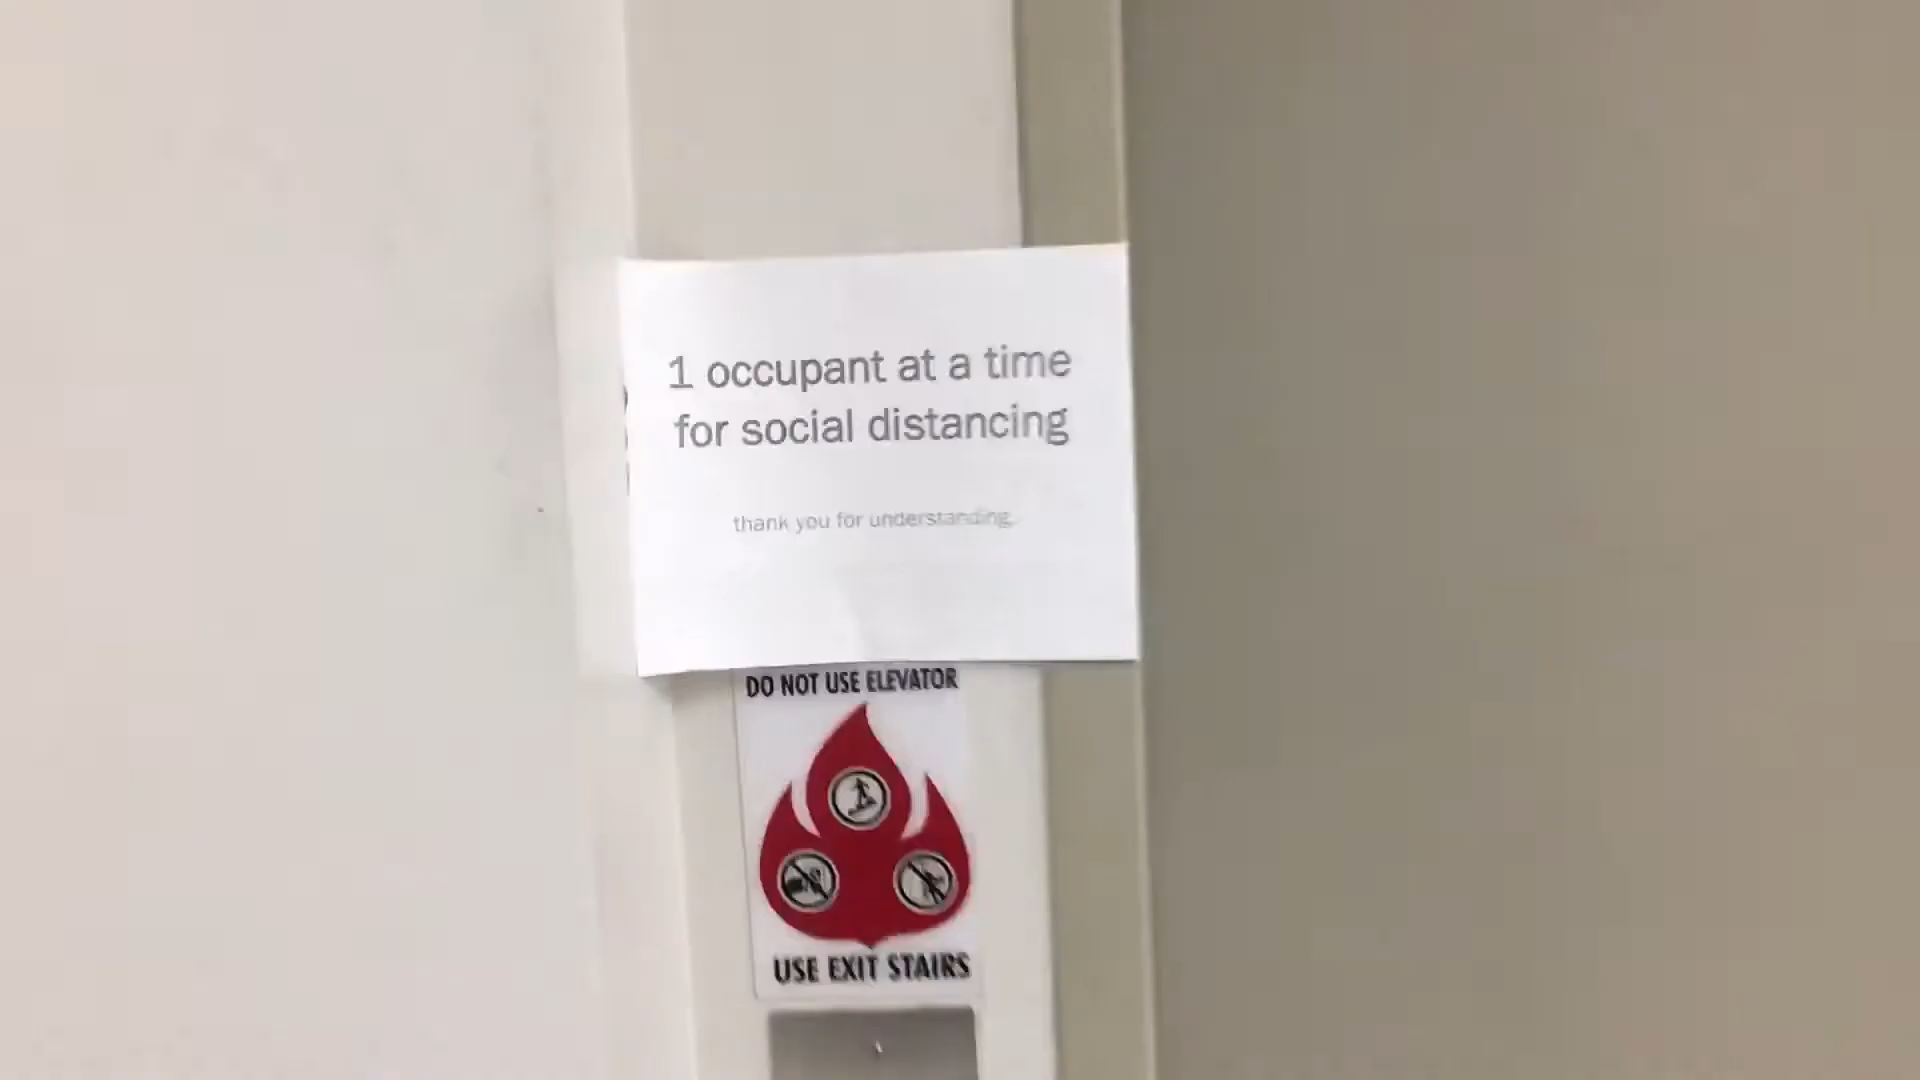 1 occupant at a time
for social distancing
thank you for understanding.
DO NOT USE ELEVATOR
USE EXIT STAIRS